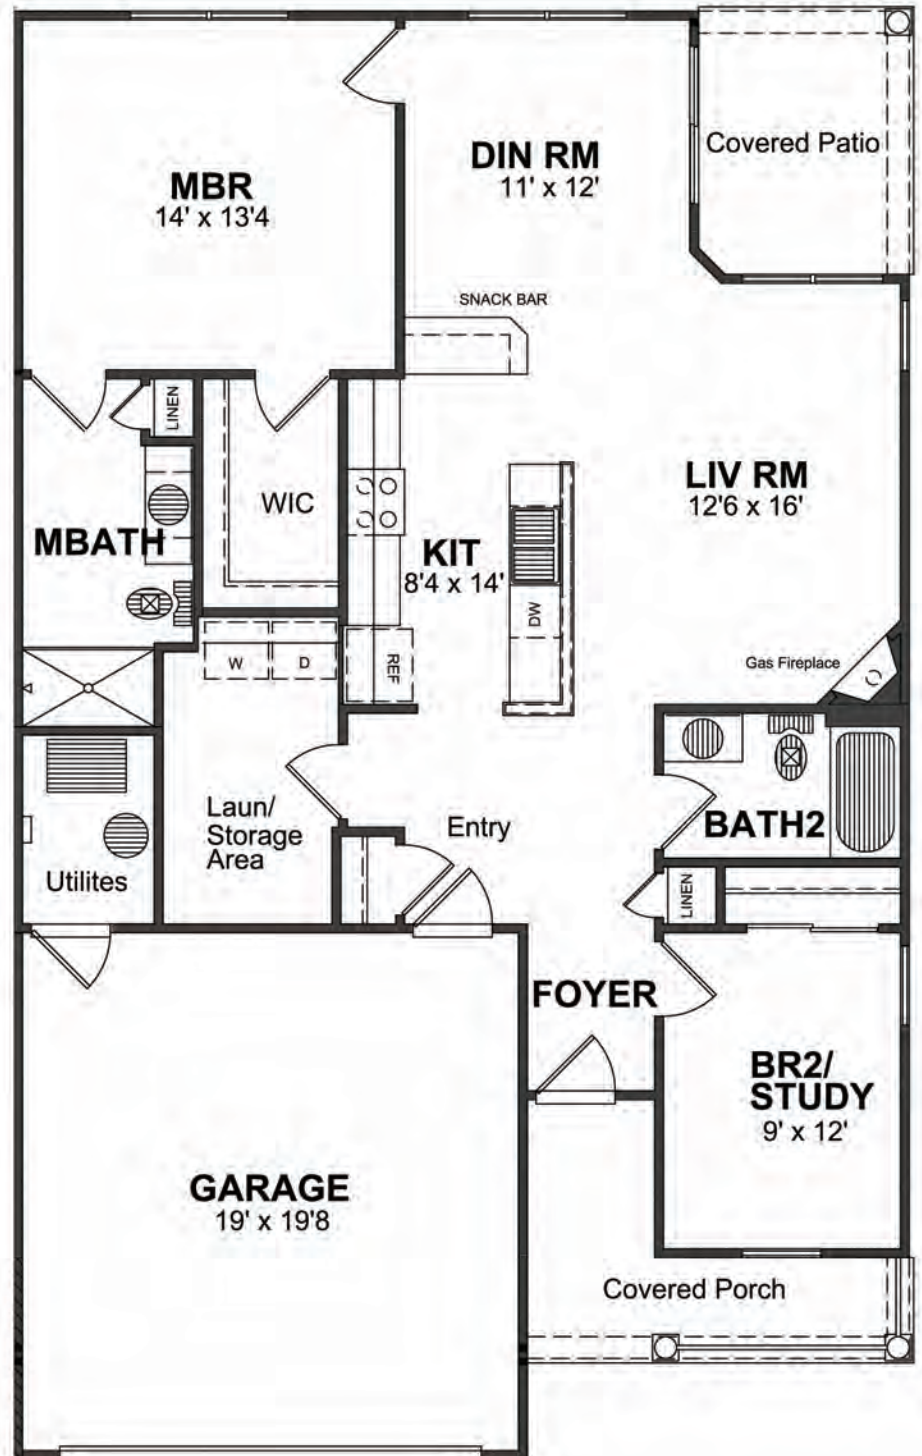 MBR
14' x 13'4
DIN RM
11' x 12'
Covered Patio
SNACK BAR
LINEN
WIC
MBATH
KIT
8'4 x 14'
LIV RM
12'6 x 16'
DW
W
D
REF
Gas Fireplace
Laun/
Storage
Area
Entry
BATH2
Utilites
LINEN
FOYER
BR2/
STUDY
9' x 12'
GARAGE
19' x 19'8
Covered Porch